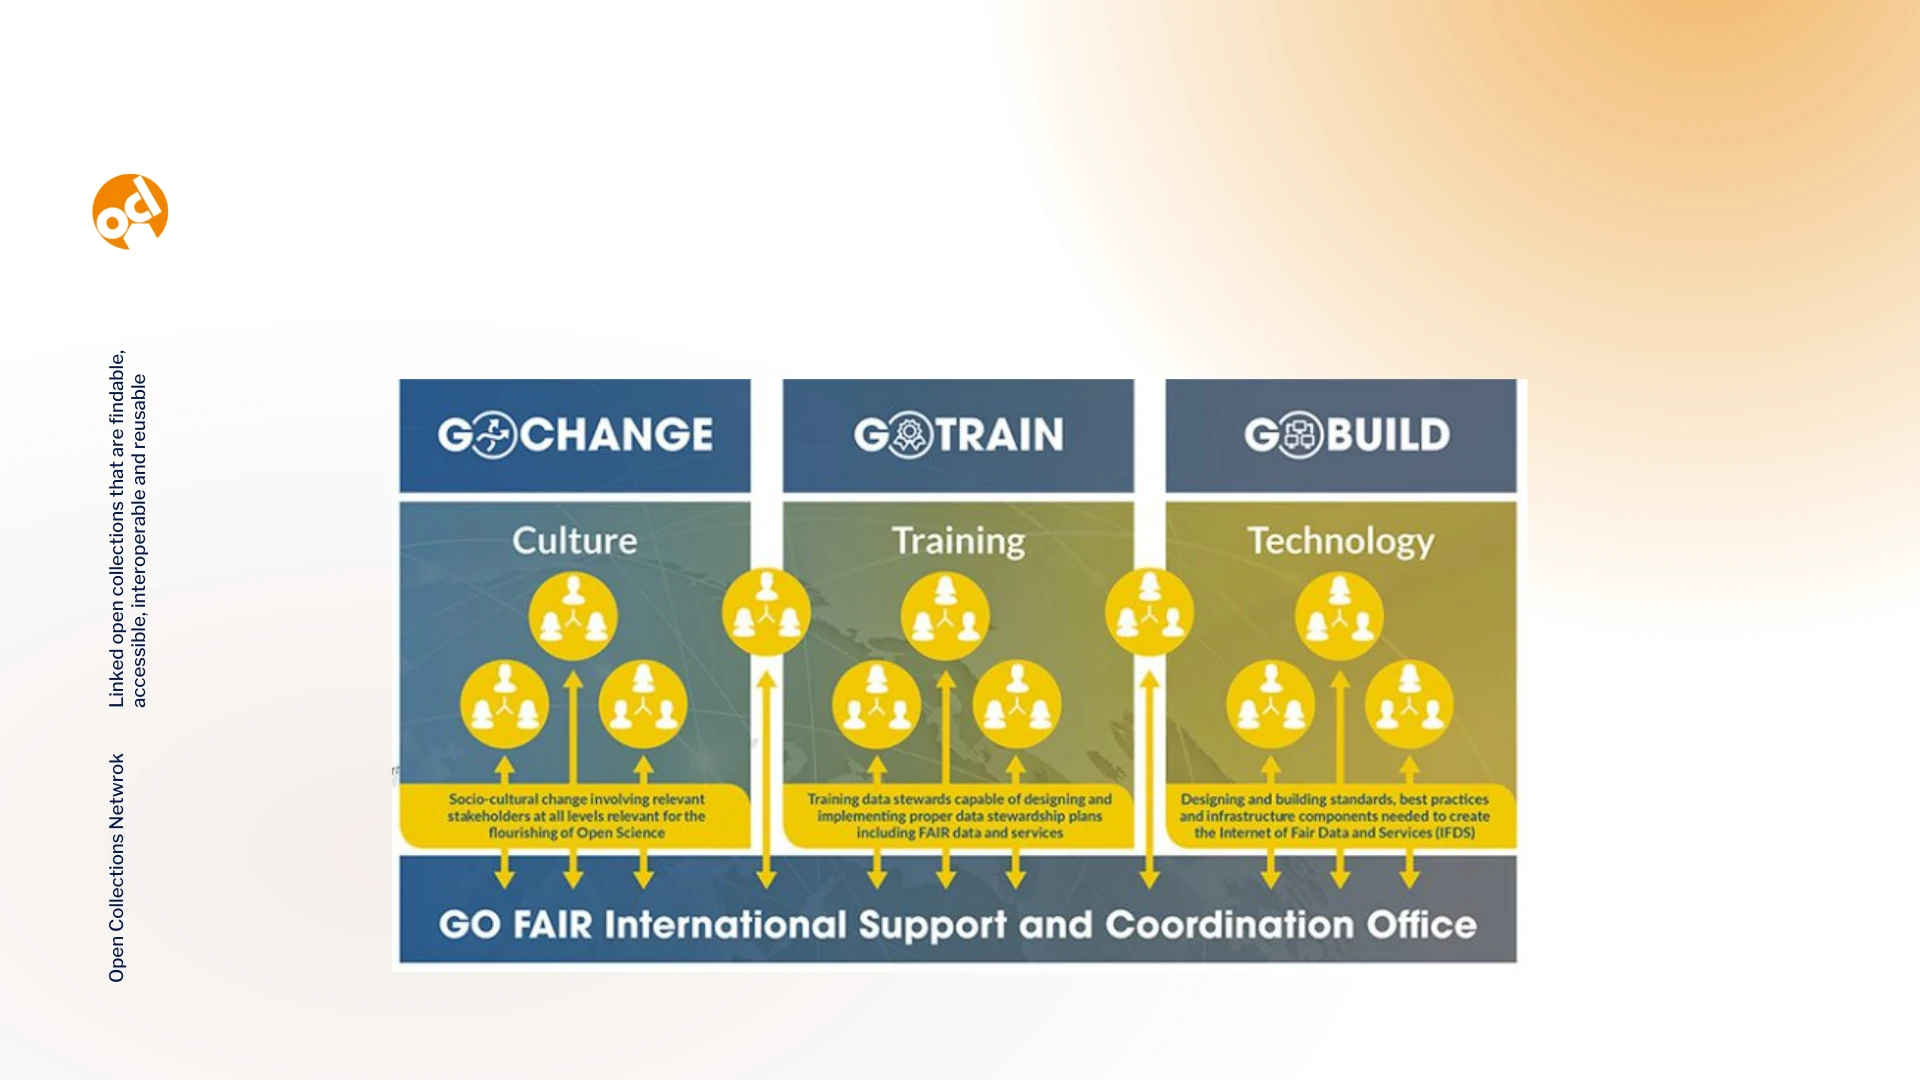 ocl
Linked open collections that are findable,
accessible, interoperable and reusable
Open Collections Netwrok
GO CHANGE
GO TRAIN
GO BUILD
Culture
Training
Technology
Socio-cultural change involving relevant
stakeholders at all levels relevant for the
flourishing of Open Science
Training data stewards capable of designing and
implementing proper data stewardship plans
including FAIR data and services
Designing and building standards, best practices
and infrastructure components needed to create
the Internet of Fair Data and Services (IFDS)
GO FAIR International Support and Coordination Office